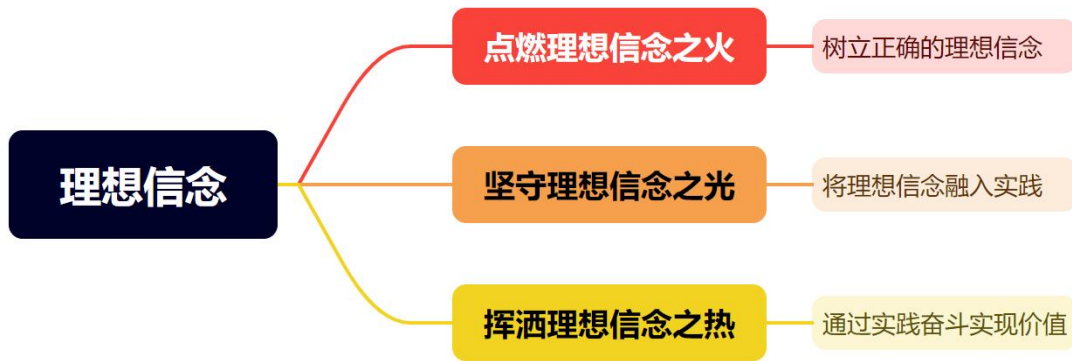 理想信念
点燃理想信念之火
树立正确的理想信念
坚守理想信念之光
将理想信念融入实践
挥洒理想信念之热
通过实践奋斗实现价值